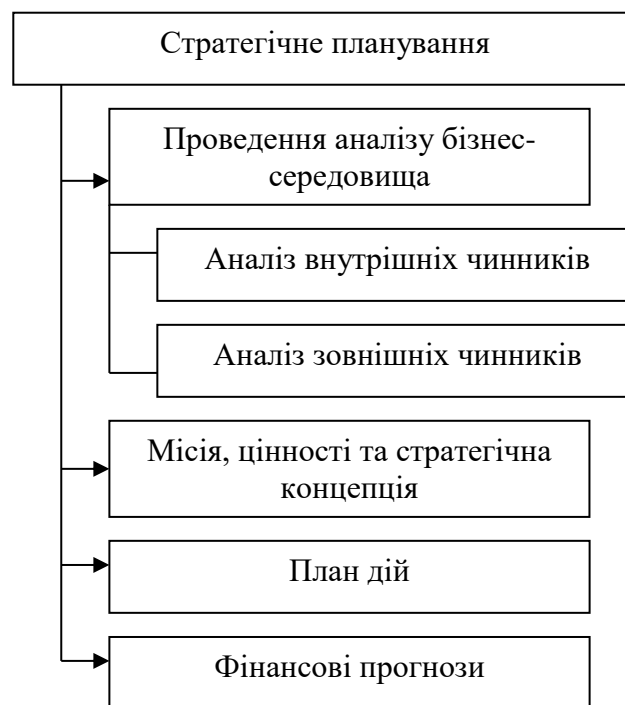 Стратегічне планування
Проведення аналізу бізнес-
середовища
Аналіз внутрішніх чинників
Аналіз зовнішніх чинників
Місія, цінності та стратегічна
концепція
План дій
Фінансові прогнози